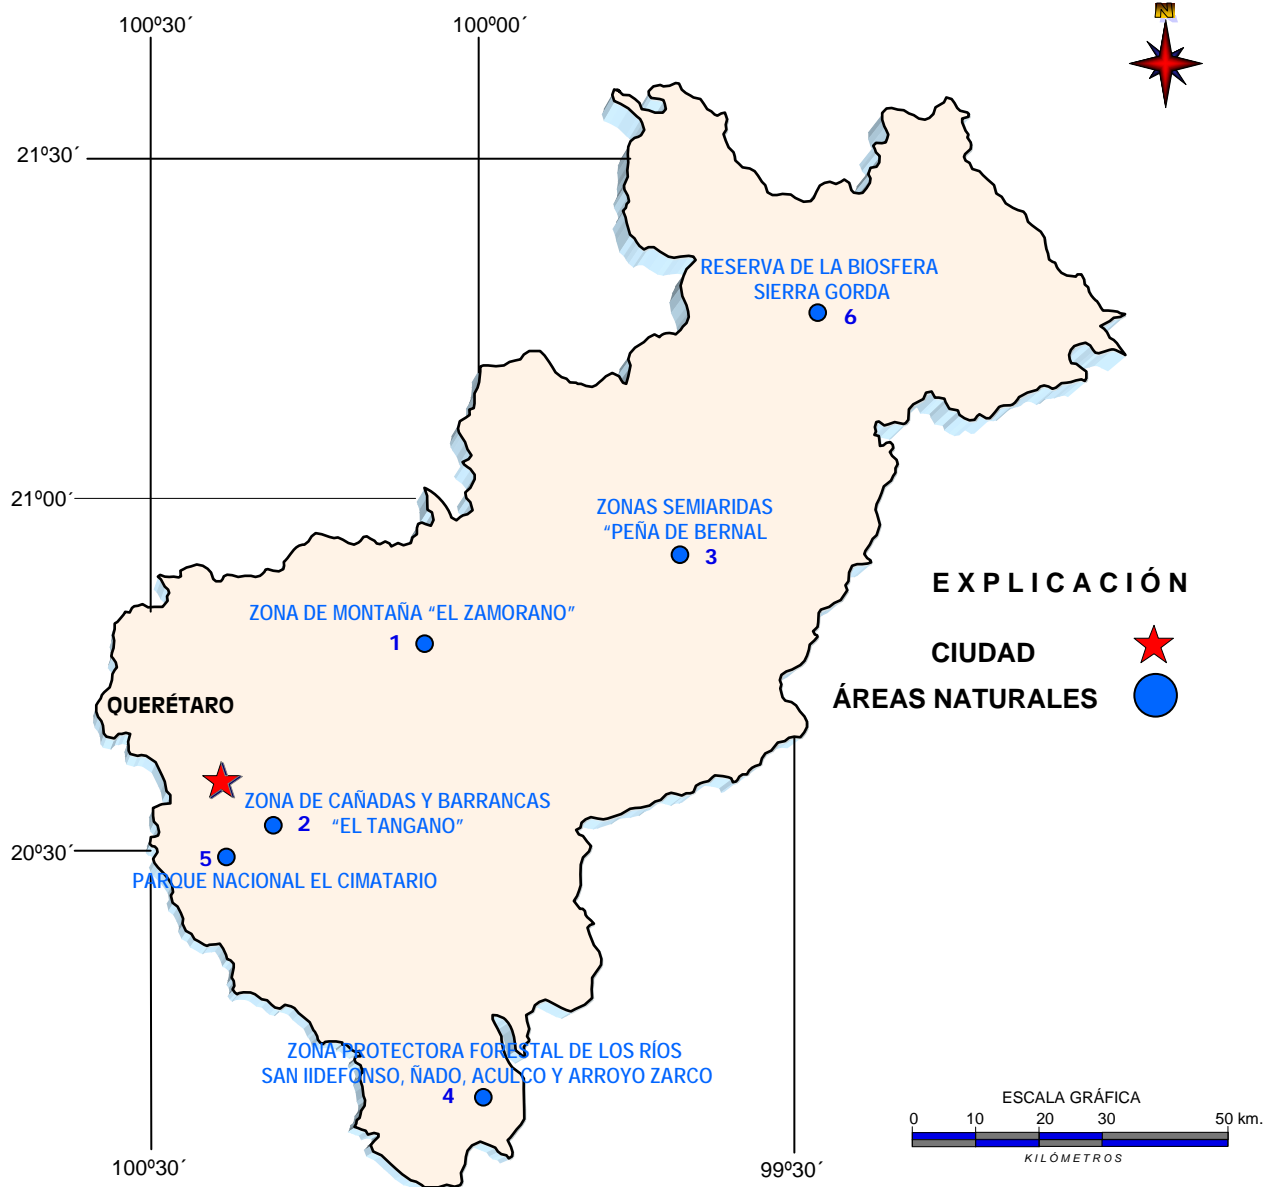 100º30´
100º00´
N
21º30´
RESERVA DE LA BIOSFERA
SIERRA GORDA
6
21º00´
ZONAS SEMIARIDAS
“PEÑA DE BERNAL
3
EXPLICACIÓN
ZONA DE MONTAÑA “EL ZAMORANO”
1
CIUDAD
ÁREAS NATURALES
QUERÉTARO
ZONA DE CAÑADAS Y BARRANCAS
2 “EL TANGANO”
20º30´
5
PARQUE NACIONAL EL CIMATARIO
ZONA PROTECTORA FORESTAL DE LOS RÍOS
SAN IIDEFONSO, ÑADO, ACULCO Y ARROYO ZARCO
4
ESCALA GRÁFICA
0 10 20 30 50 km.
KILÓMETROS
100º30´
99º30´